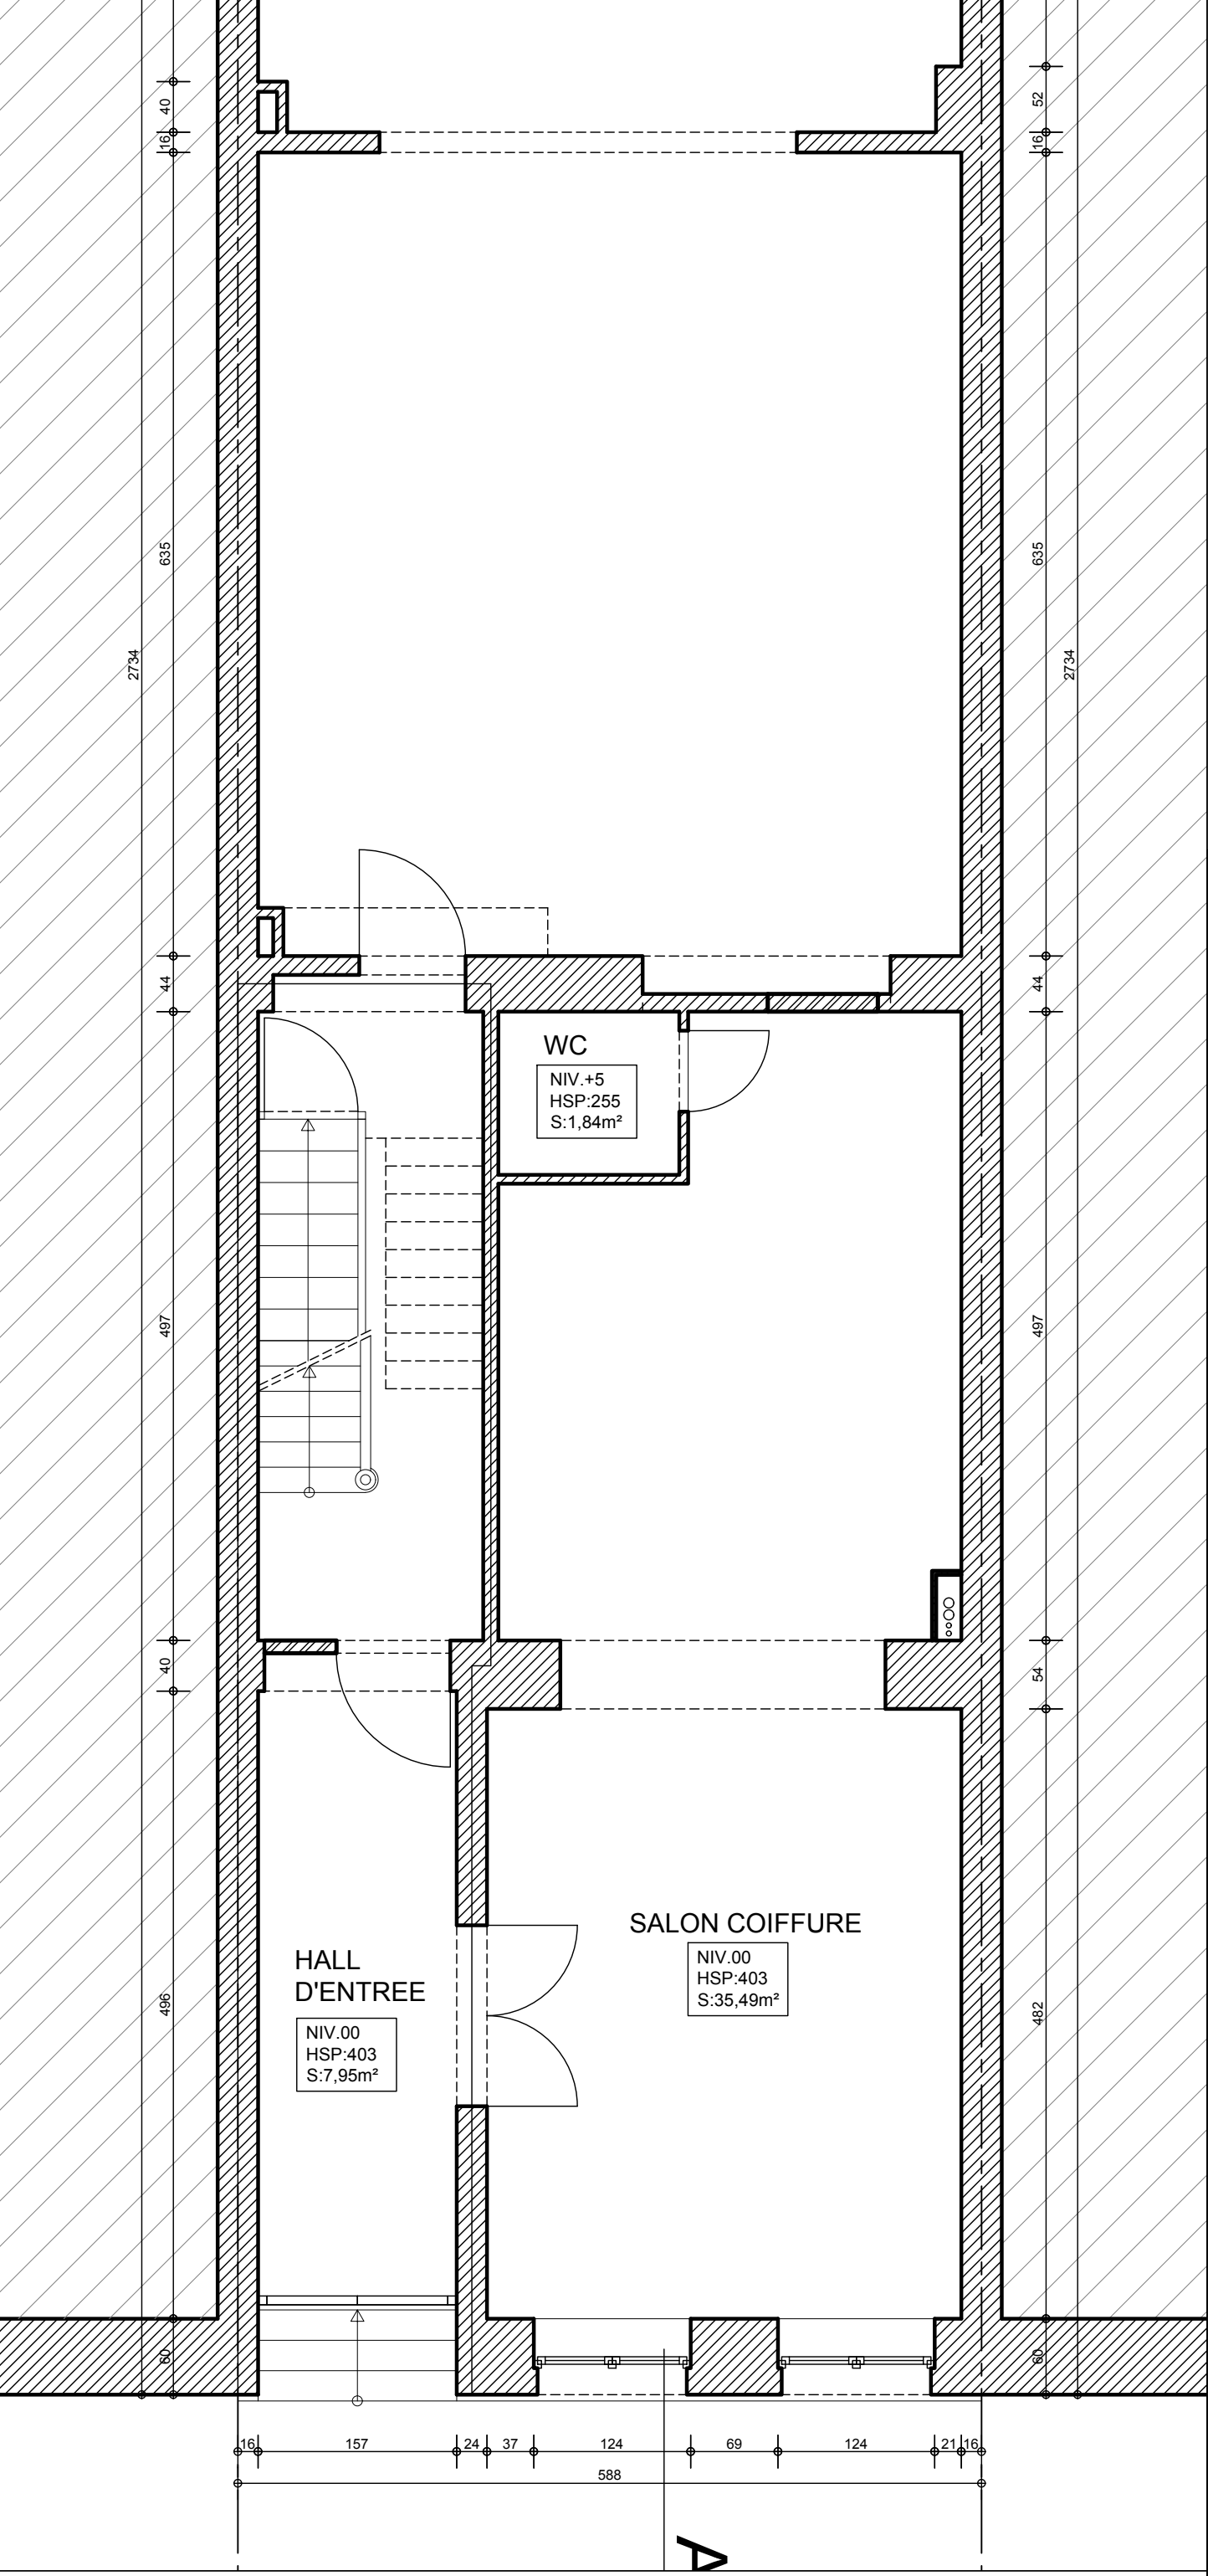 40
52
16
16
635
635
2734
2734
44
44
WC
NIV.+5
HSP:255
S:1,84m²
497
497
40
54
SALON COIFFURE
NIV.00
HSP:403
S:35,49m²
HALL
D'ENTREE
NIV.00
HSP:403
S:7,95m²
496
482
60
60
16 157 24 37 124 69 124 21 16
588
A